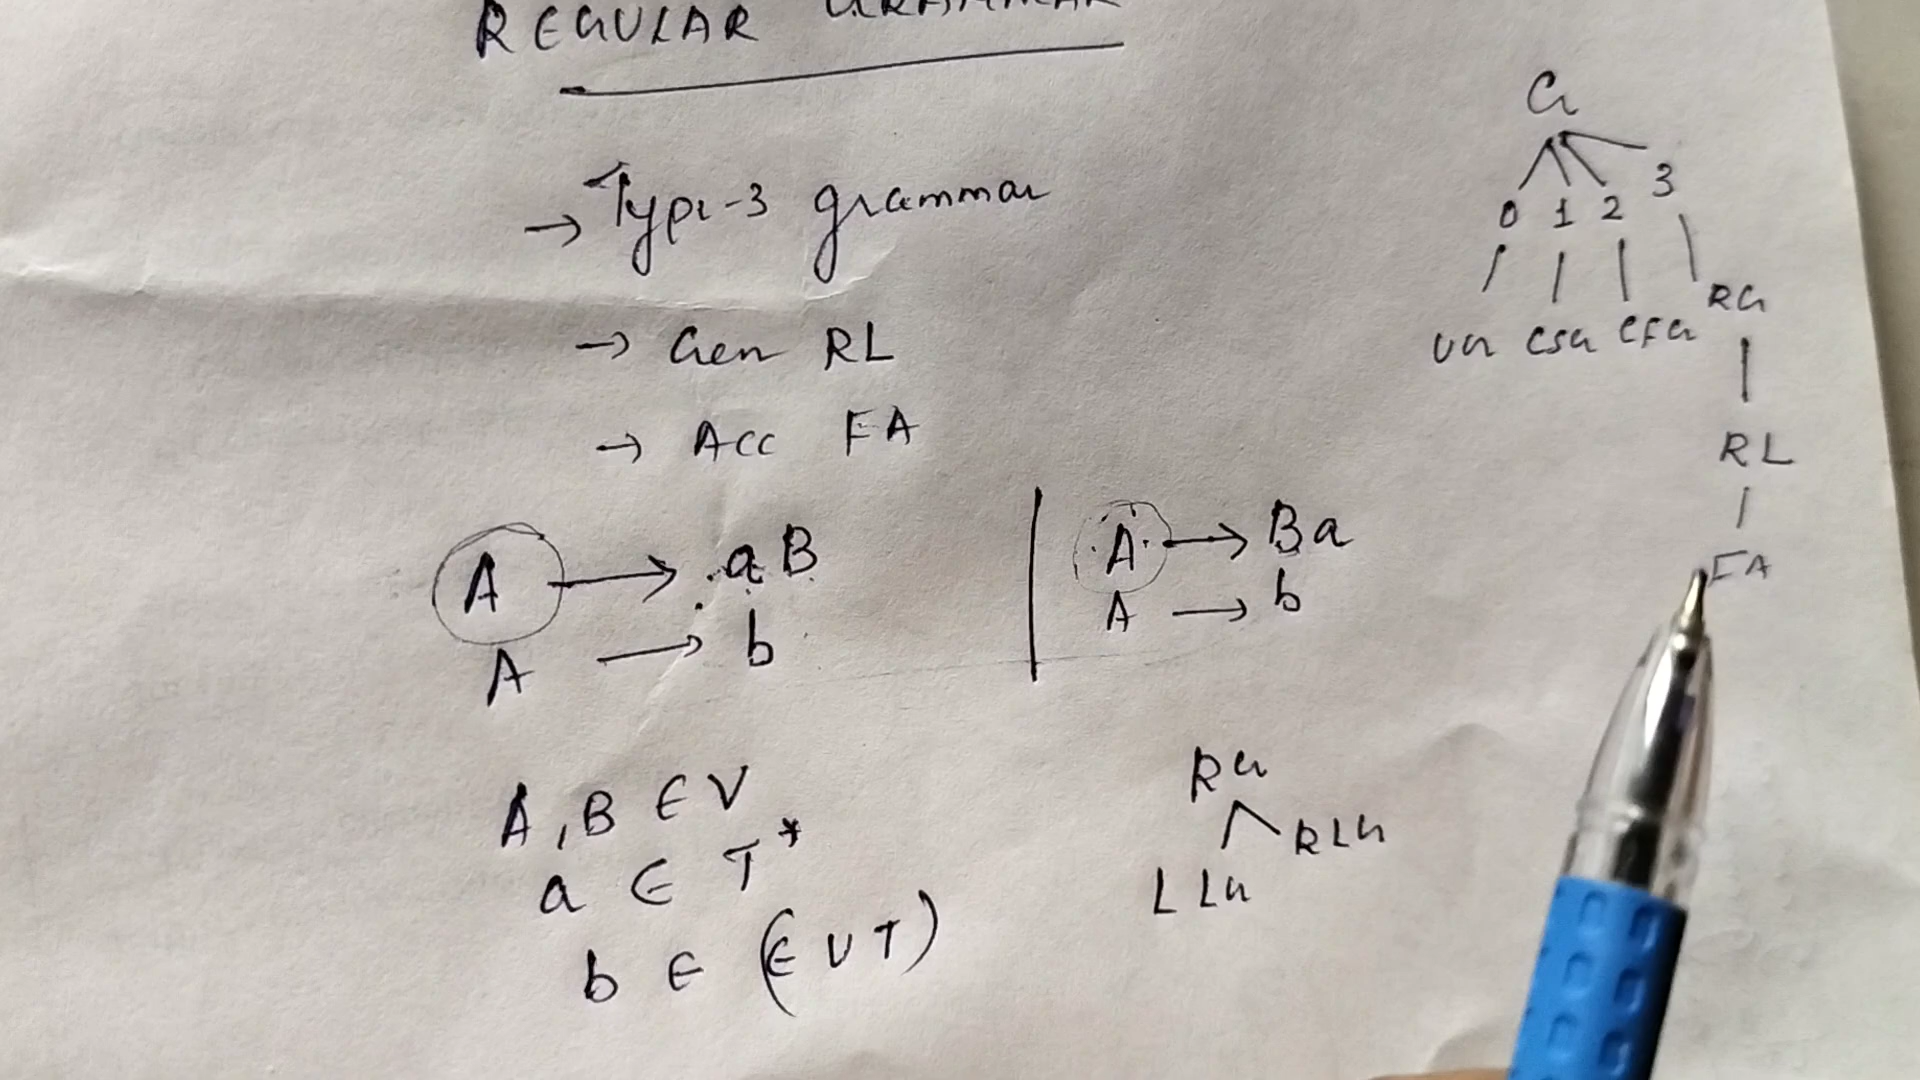 REGULAR GRAMMAR
→ Type-3 grammar
→ Gen RL
→ Acc FA
A → aB
A → b
A → Ba
A → b
A, B ∈ V
a ∈ T*
b ∈ (∈ U T)
RG
LLG RLG
G
0 1 2 3
UG CSG CFG RG
RL
FA